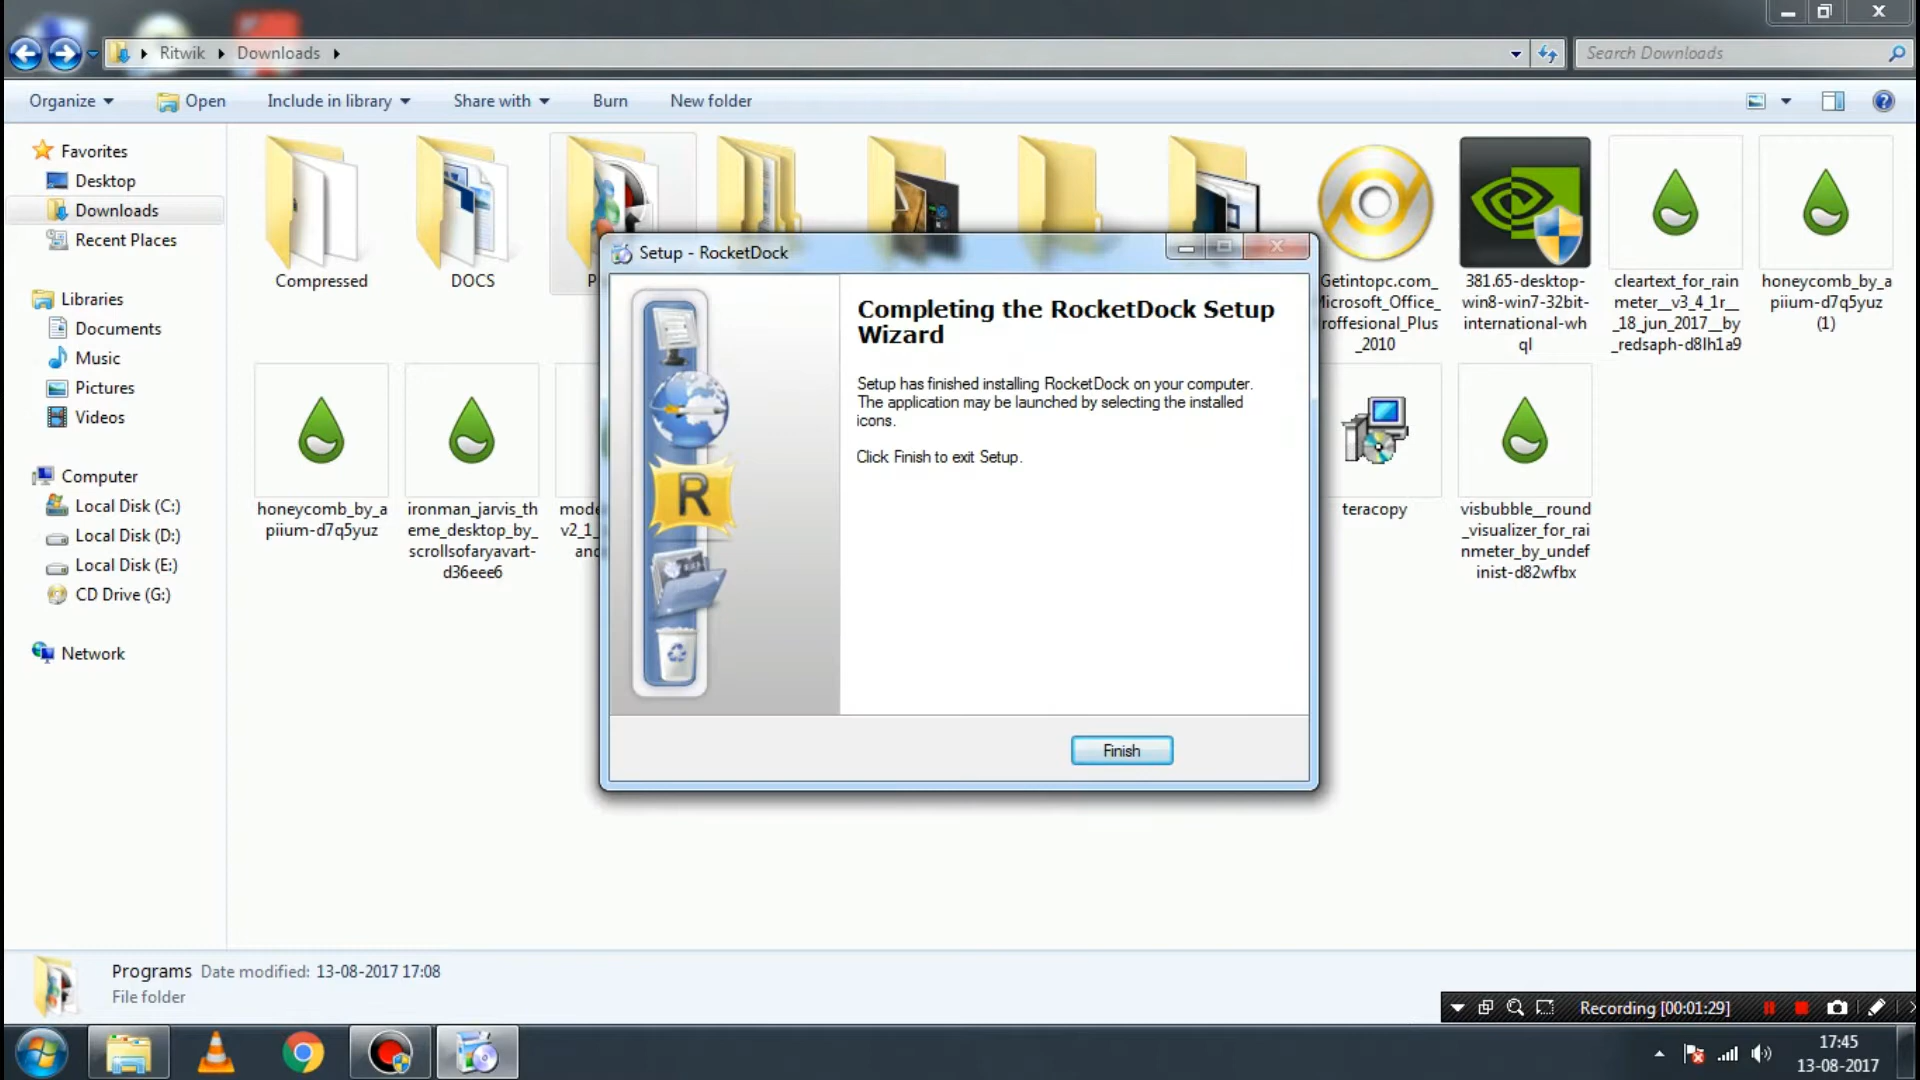 Ritwik
Downloads
Search Downloads
Organize
Open
Include in library
Share with
Burn
New folder
Favorites
Desktop
Downloads
Recent Places
Libraries
Documents
Music
Pictures
Videos
Computer
Local Disk (C:)
Local Disk (D:)
Local Disk (E:)
CD Drive (G:)
Network
Compressed
DOCS
P
Getintopc.com_
Microsoft_Office_
roffesional_Plus
_2010
381.65-desktop-
win8-win7-32bit-
international-wh
ql
cleartext_for_rain
meter__v3_4_1r__
_18_jun_2017__by
_redsaph-d8lh1a9
honeycomb_by_a
piium-d7q5yuz
(1)
honeycomb_by_a
piium-d7q5yuz
ironman_jarvis_th
eme_desktop_by_
scrollsofaryavart-
d36eee6
mode
v2_1_
and
teracopy
visbubble__round
_visualizer_for_rai
nmeter_by_undef
inist-d82wfbx
Setup - RocketDock
Completing the RocketDock Setup
Wizard
Setup has finished installing RocketDock on your computer.
The application may be launched by selecting the installed
icons.
Click Finish to exit Setup.
R
Finish
Programs Date modified: 13-08-2017 17:08
File folder
Recording [00:01:29]
17:45
13-08-2017